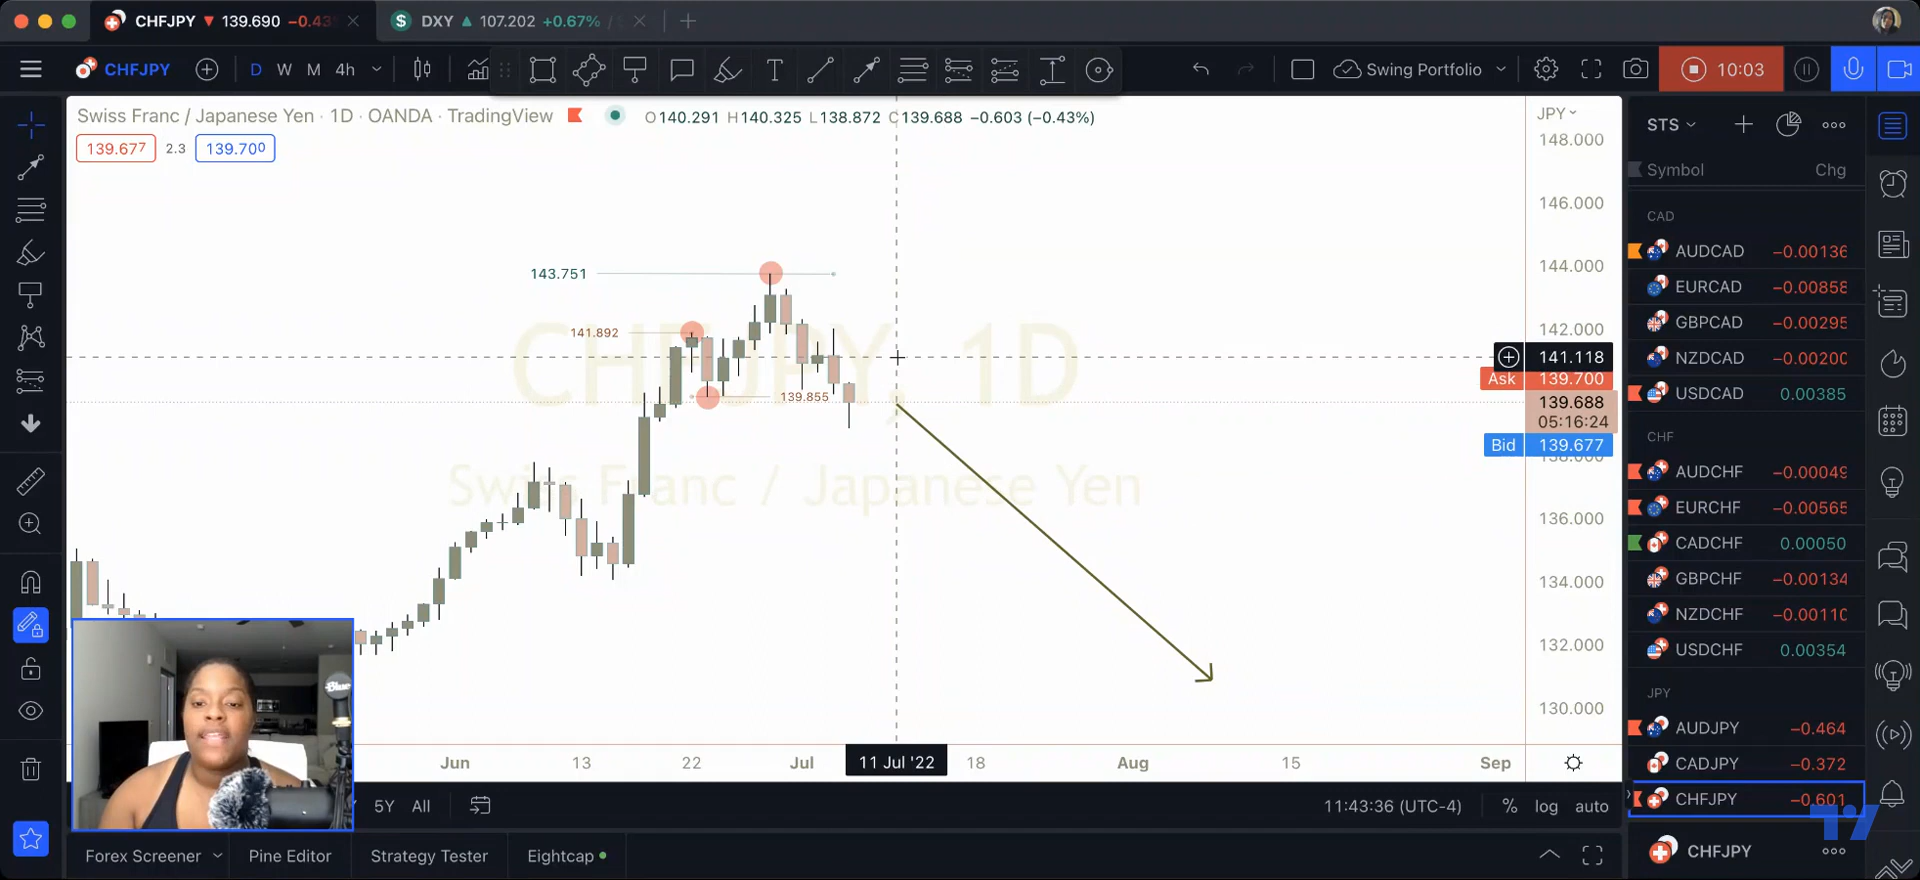 CHFJPY ▼ 139.690 −0.43
DXY ▲ 107.202 +0.67% /
CHFJPY
D W M 4h
Swing Portfolio
10:03
Swiss Franc / Japanese Yen · 1D · OANDA · TradingView
O140.291 H140.325 L138.872 C139.688 −0.603 (−0.43%)
139.677
2.3
139.700
JPY
148.000
146.000
144.000
142.000
141.118
Ask 139.700
139.688
05:16:24
Bid 139.677
138.000
136.000
134.000
132.000
130.000
143.751
141.892
139.855
CHFJPY, 1D
Swiss Franc / Japanese Yen
Jun
13
22
Jul
11 Jul '22
18
Aug
15
Sep
5Y
All
11:43:36 (UTC-4)
%
log
auto
Forex Screener
Pine Editor
Strategy Tester
Eightcap
STS
Symbol Chg
CAD
AUDCAD −0.00136
EURCAD −0.00858
GBPCAD −0.00295
NZDCAD −0.00200
USDCAD 0.00385
CHF
AUDCHF −0.00049
EURCHF −0.00565
CADCHF 0.00050
GBPCHF −0.00134
NZDCHF −0.00110
USDCHF 0.00354
JPY
AUDJPY −0.464
CADJPY −0.372
CHFJPY −0.601
CHFJPY
Blue